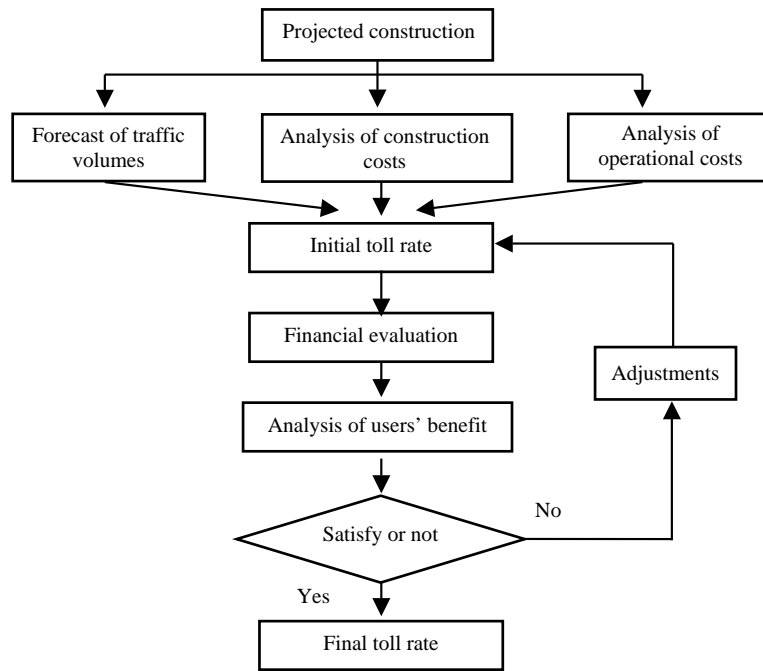 Projected construction
Forecast of traffic
volumes
Analysis of construction
costs
Analysis of
operational costs
Initial toll rate
Financial evaluation
Adjustments
Analysis of users’ benefit
No
Satisfy or not
Yes
Final toll rate